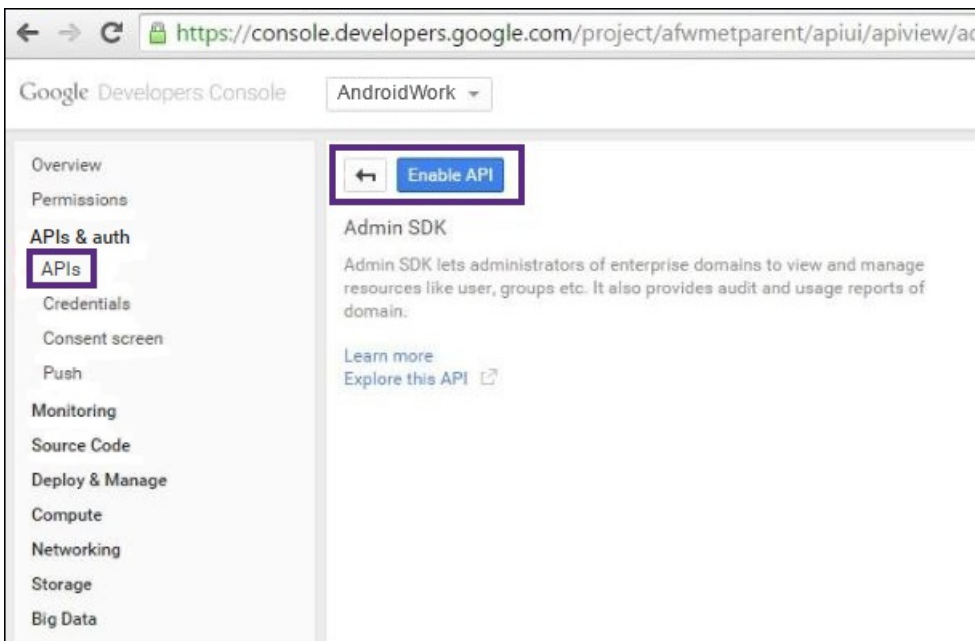 https://console.developers.google.com/project/afwmetparent/apiui/apiview/ad
Google Developers Console
AndroidWork
Overview
Permissions
APIs & auth
APIs
Credentials
Consent screen
Push
Monitoring
Source Code
Deploy & Manage
Compute
Networking
Storage
Big Data
Enable API
Admin SDK
Admin SDK lets administrators of enterprise domains to view and manage
resources like user, groups etc. It also provides audit and usage reports of
domain.
Learn more
Explore this API